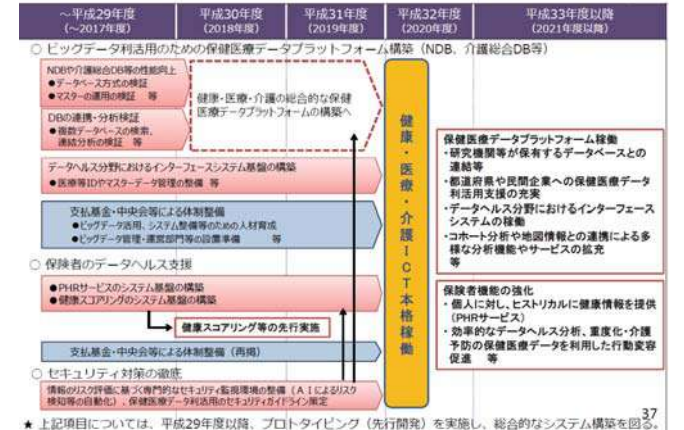 ～平成29年度
（～2017年度）
平成30年度
（2018年度）
平成31年度
（2019年度）
平成32年度
（2020年度）
平成33年度以降
（2021年度以降）
○ ビッグデータ利活用のための保健医療データプラットフォーム構築（NDB、介護総合DB等）
NDBや介護総合DB等の性能向上
●データベース方式の検証
●マスターの運用の検証　等
DBの連携・分析検証
●複数データベースの検索、
連結分析の検証　等
健康・医療・介護の総合的な保健
医療データプラットフォームの構築へ
データヘルス分野におけるインターフェースシステム基盤の構築
●医療等IDやマスターデータ管理の整備　等
支払基金・中央会等による体制整備
●ビッグデータ活用、システム整備等のための人材育成
●ビッグデータ管理・運営部門等の設置準備　　等
○ 保険者のデータヘルス支援
●PHRサービスのシステム基盤の構築
●健康スコアリングのシステム基盤の構築
健康スコアリング等の先行実施
支払基金・中央会等による体制整備（再掲）
○ セキュリティ対策の徹底
情報のリスク評価に基づく専門的なセキュリティ監視環境の整備（ＡＩによるリスク
検知等の自動化）、保健医療データ利活用のセキュリティガイドライン策定
健康・医療・介護ＩＣＴ本格稼働
保健医療データプラットフォーム稼働
・研究機関等が保有するデータベースとの
連結等
・都道府県や民間企業への保健医療データ
利活用支援の充実
・データヘルス分野におけるインターフェース
システムの稼働
・コホート分析や地図情報との連携による多
様な分析機能やサービスの拡充
等
保険者機能の強化
・個人に対し、ヒストリカルに健康情報を提供
（PHRサービス）
・効率的なデータヘルス分析、重度化・介護
予防の保健医療データを利用した行動変容
促進　等
37
★ 上記項目については、平成29年度以降、プロトタイピング（先行開発）を実施し、総合的なシステム構築を図る。